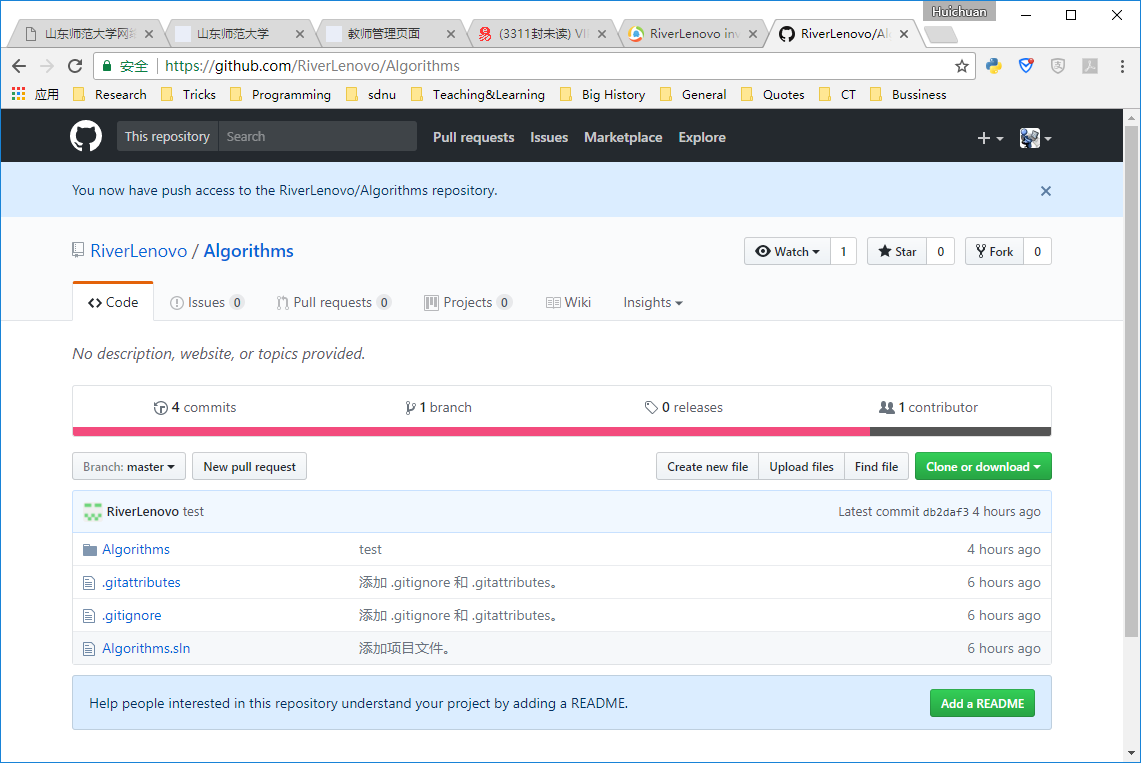 Huichuan
山东师范大学网络 山东师范大学 教师管理页面 (3311封未读) VI RiverLenovo inv RiverLenovo/Al
安全 https://github.com/RiverLenovo/Algorithms
应用 Research Tricks Programming sdnu Teaching&Learning Big History General Quotes CT Bussiness
This repository Search Pull requests Issues Marketplace Explore
You now have push access to the RiverLenovo/Algorithms repository.
RiverLenovo / Algorithms Watch 1 Star 0 Fork 0
Code Issues 0 Pull requests 0 Projects 0 Wiki Insights
No description, website, or topics provided.
4 commits 1 branch 0 releases 1 contributor
Branch: master New pull request Create new file Upload files Find file Clone or download
RiverLenovo test Latest commit db2daf3 4 hours ago
Algorithms test 4 hours ago
.gitattributes 添加 .gitignore 和 .gitattributes。 6 hours ago
.gitignore 添加 .gitignore 和 .gitattributes。 6 hours ago
Algorithms.sln 添加项目文件。 6 hours ago
Help people interested in this repository understand your project by adding a README. Add a README